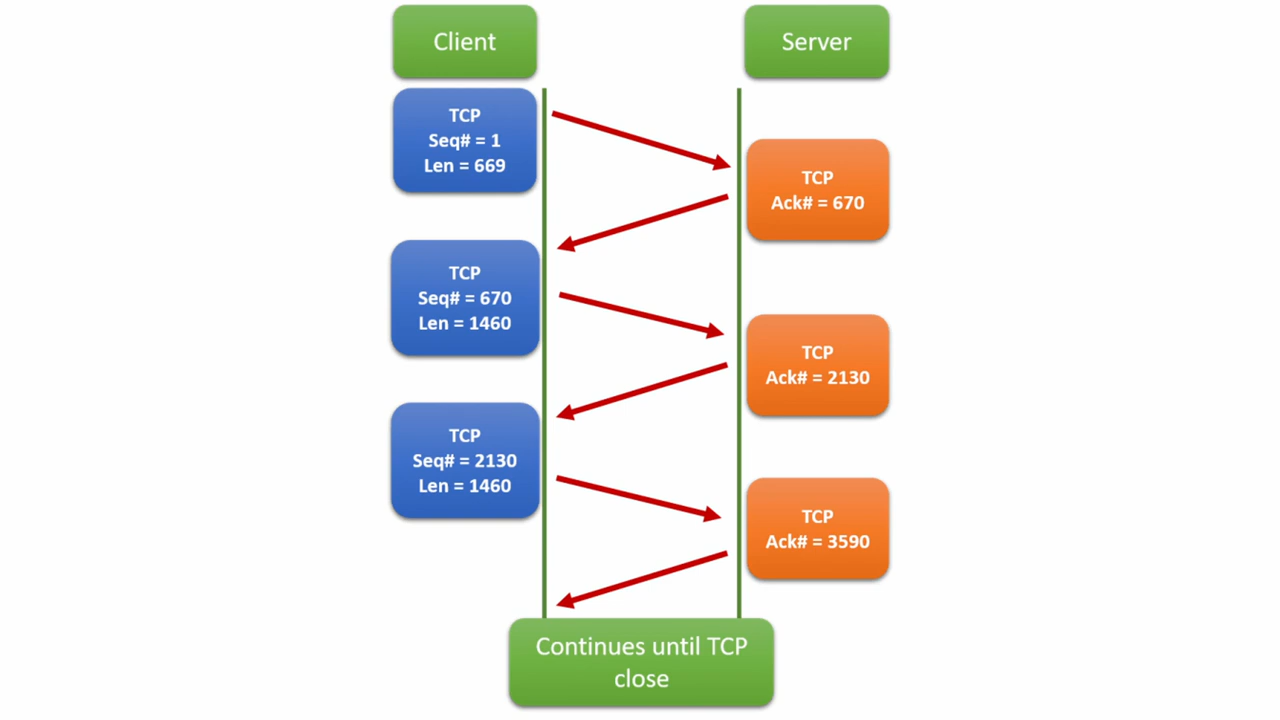 Client
Server
TCP
Seq# = 1
Len = 669
TCP
Ack# = 670
TCP
Seq# = 670
Len = 1460
TCP
Ack# = 2130
TCP
Seq# = 2130
Len = 1460
TCP
Ack# = 3590
Continues until TCP
close